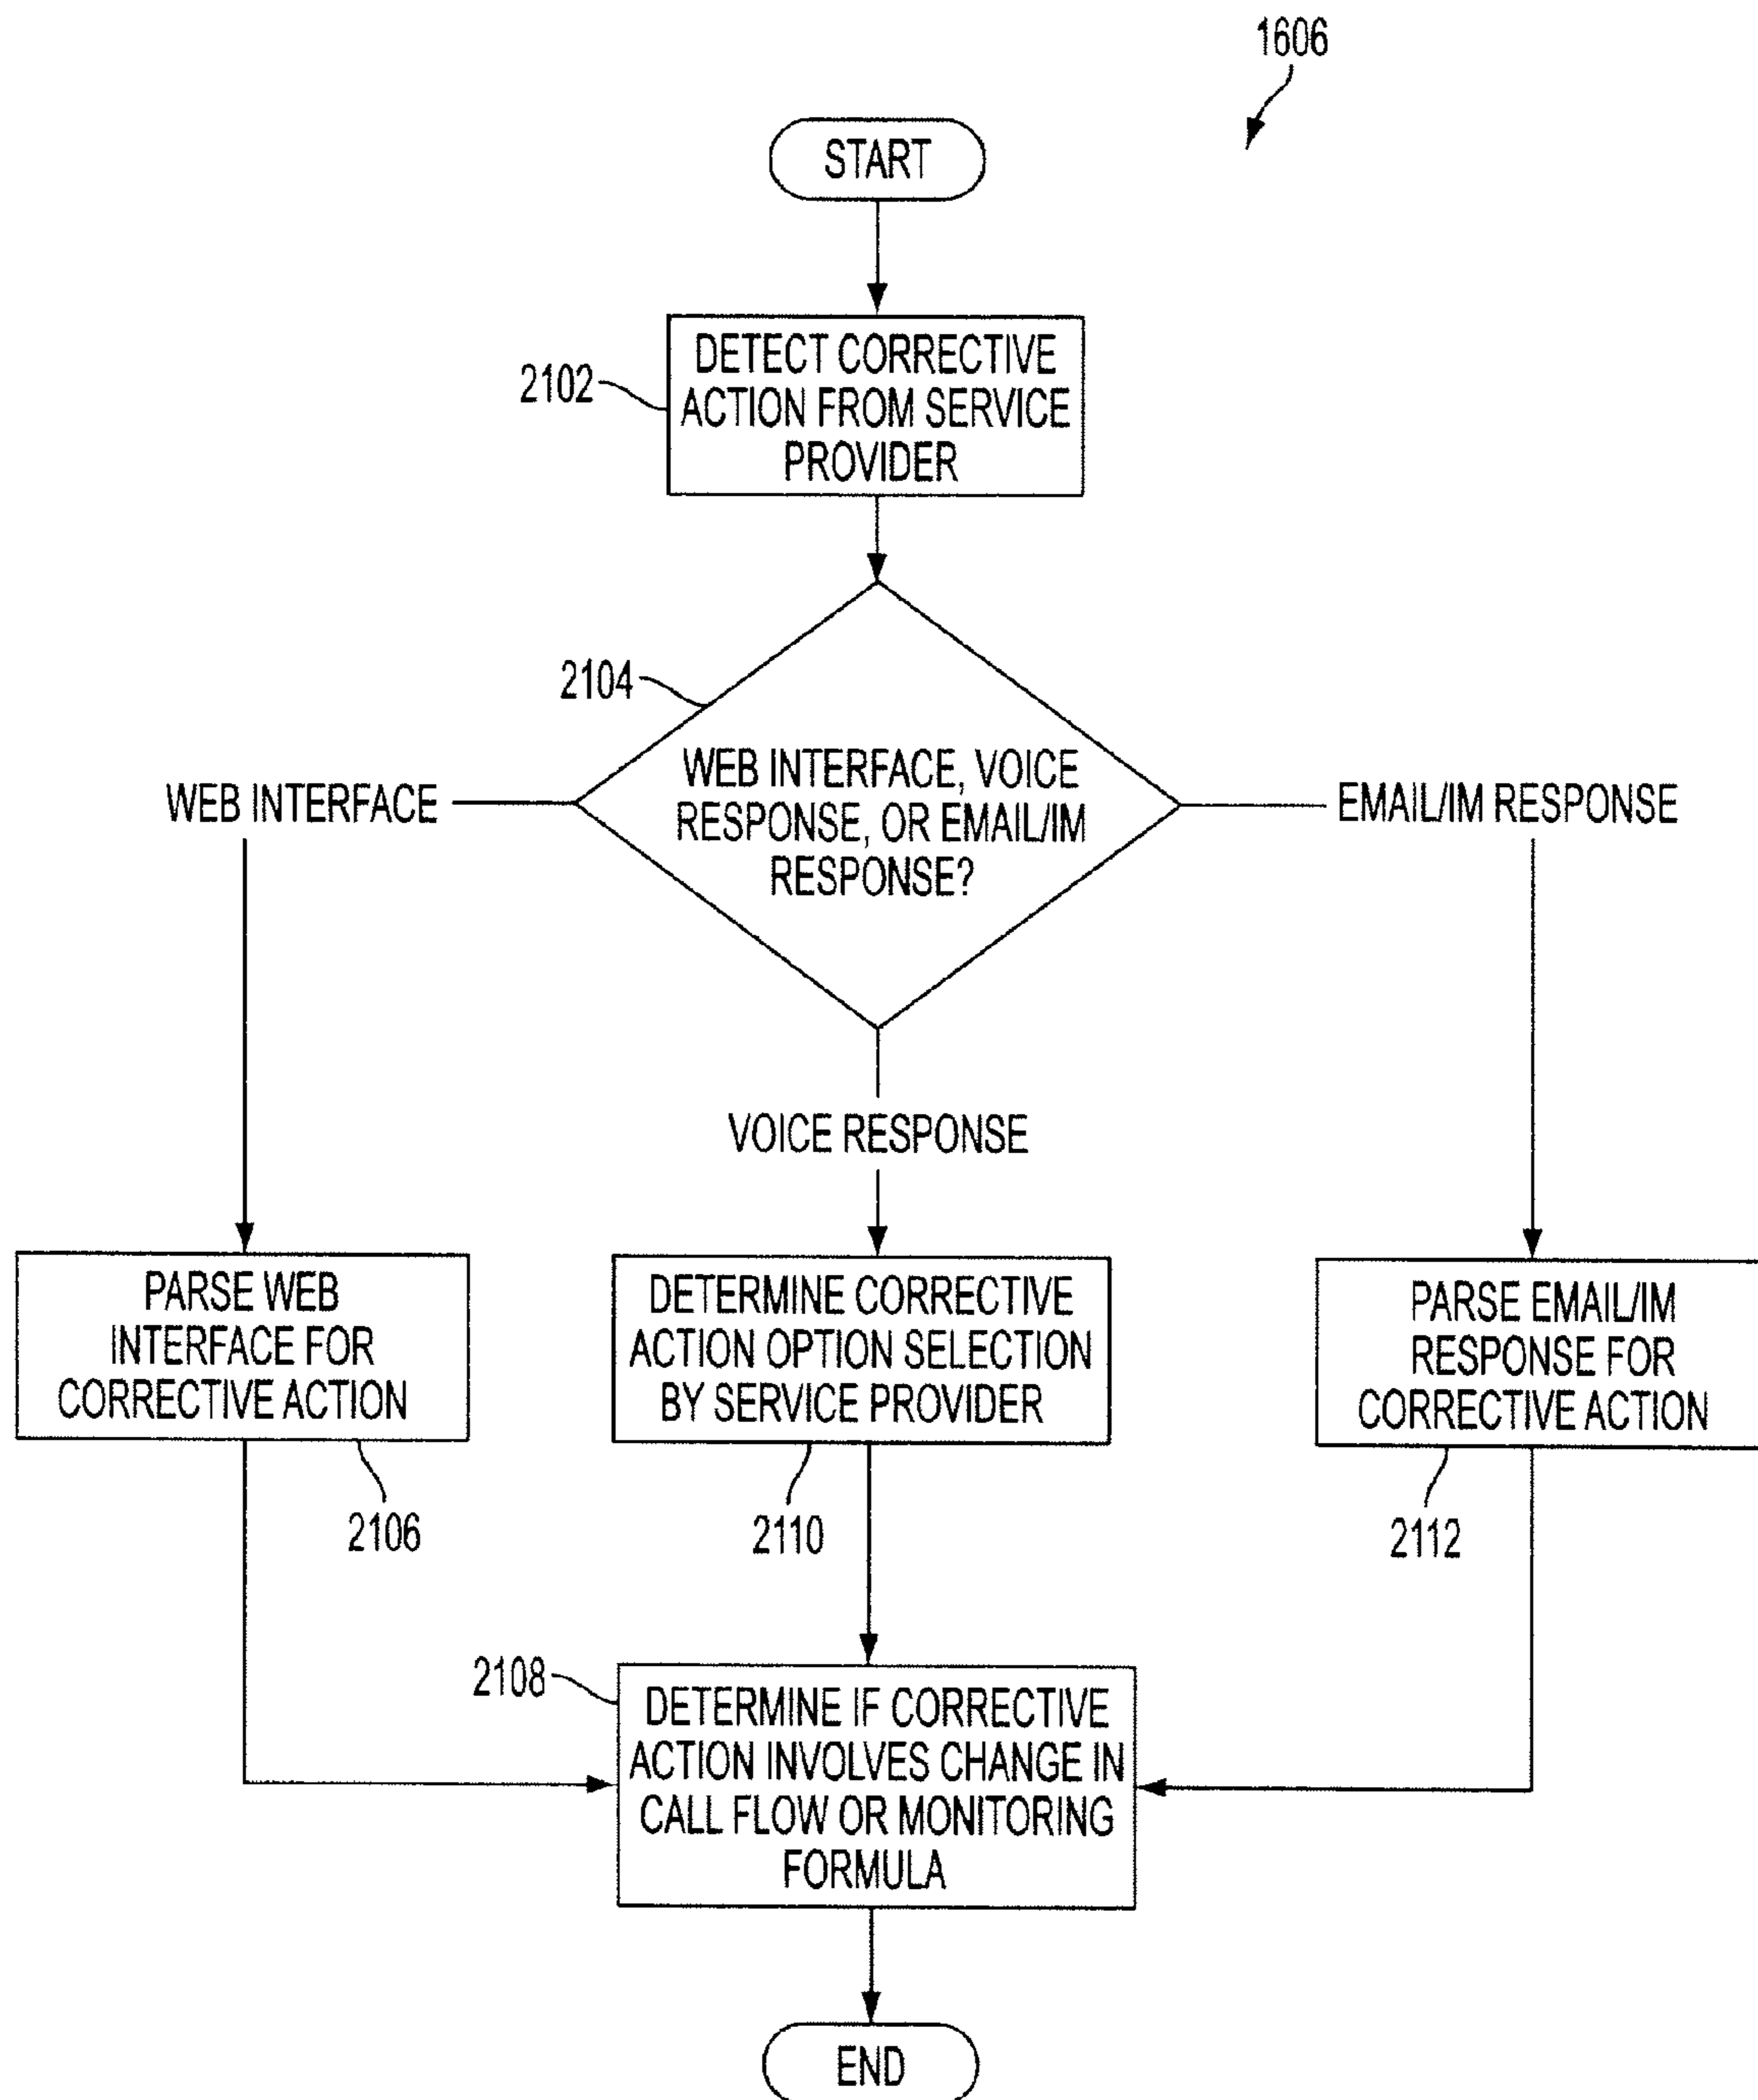 1606
START
2102
DETECT CORRECTIVE
ACTION FROM SERVICE
PROVIDER
2104
WEB INTERFACE, VOICE
RESPONSE, OR EMAIL/IM
RESPONSE?
WEB INTERFACE
EMAIL/IM RESPONSE
VOICE RESPONSE
PARSE WEB
INTERFACE FOR
CORRECTIVE ACTION
2106
DETERMINE CORRECTIVE
ACTION OPTION SELECTION
BY SERVICE PROVIDER
2110
PARSE EMAIL/IM
RESPONSE FOR
CORRECTIVE ACTION
2112
2108
DETERMINE IF CORRECTIVE
ACTION INVOLVES CHANGE IN
CALL FLOW OR MONITORING
FORMULA
END